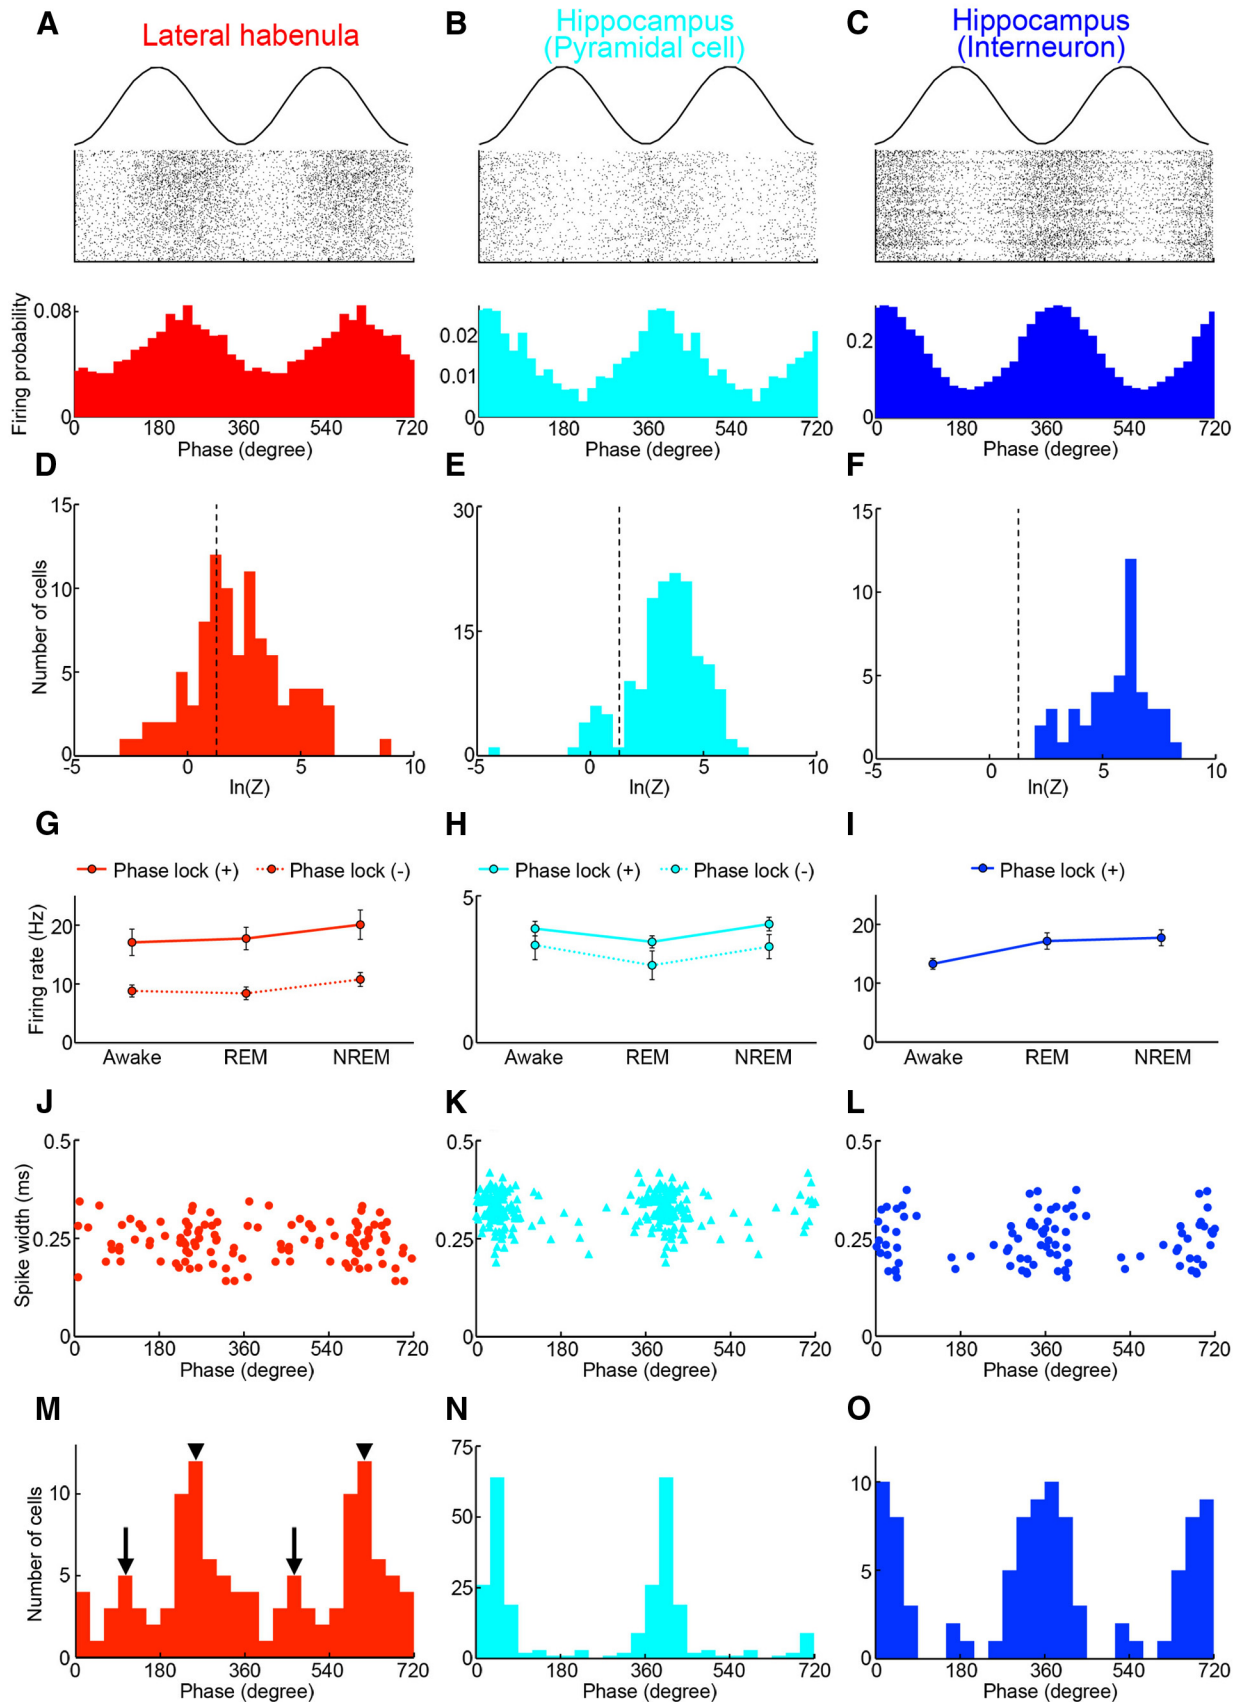 A
Lateral habenula
B
Hippocampus
(Pyramidal cell)
C
Hippocampus
(Interneuron)
Firing probability
0.08
0
0 180 360 540 720
Phase (degree)
0.02
0.01
0
0 180 360 540 720
Phase (degree)
0.2
0
0 180 360 540 720
Phase (degree)
D
Number of cells
15
10
5
0
-5 0 5 10
ln(Z)
E
30
15
0
-5 0 5 10
ln(Z)
F
15
10
5
0
-5 0 5 10
ln(Z)
G
Phase lock (+) Phase lock (-)
Firing rate (Hz)
20
10
0
Awake REM NREM
H
Phase lock (+) Phase lock (-)
5
0
Awake REM NREM
I
Phase lock (+)
20
10
0
Awake REM NREM
J
Spike width (ms)
0.5
0.25
0
0 180 360 540 720
Phase (degree)
K
0.5
0.25
0
0 180 360 540 720
Phase (degree)
L
0.5
0.25
0
0 180 360 540 720
Phase (degree)
M
Number of cells
10
5
0
0 180 360 540 720
Phase (degree)
N
75
50
25
0
0 180 360 540 720
Phase (degree)
O
10
5
0
0 180 360 540 720
Phase (degree)